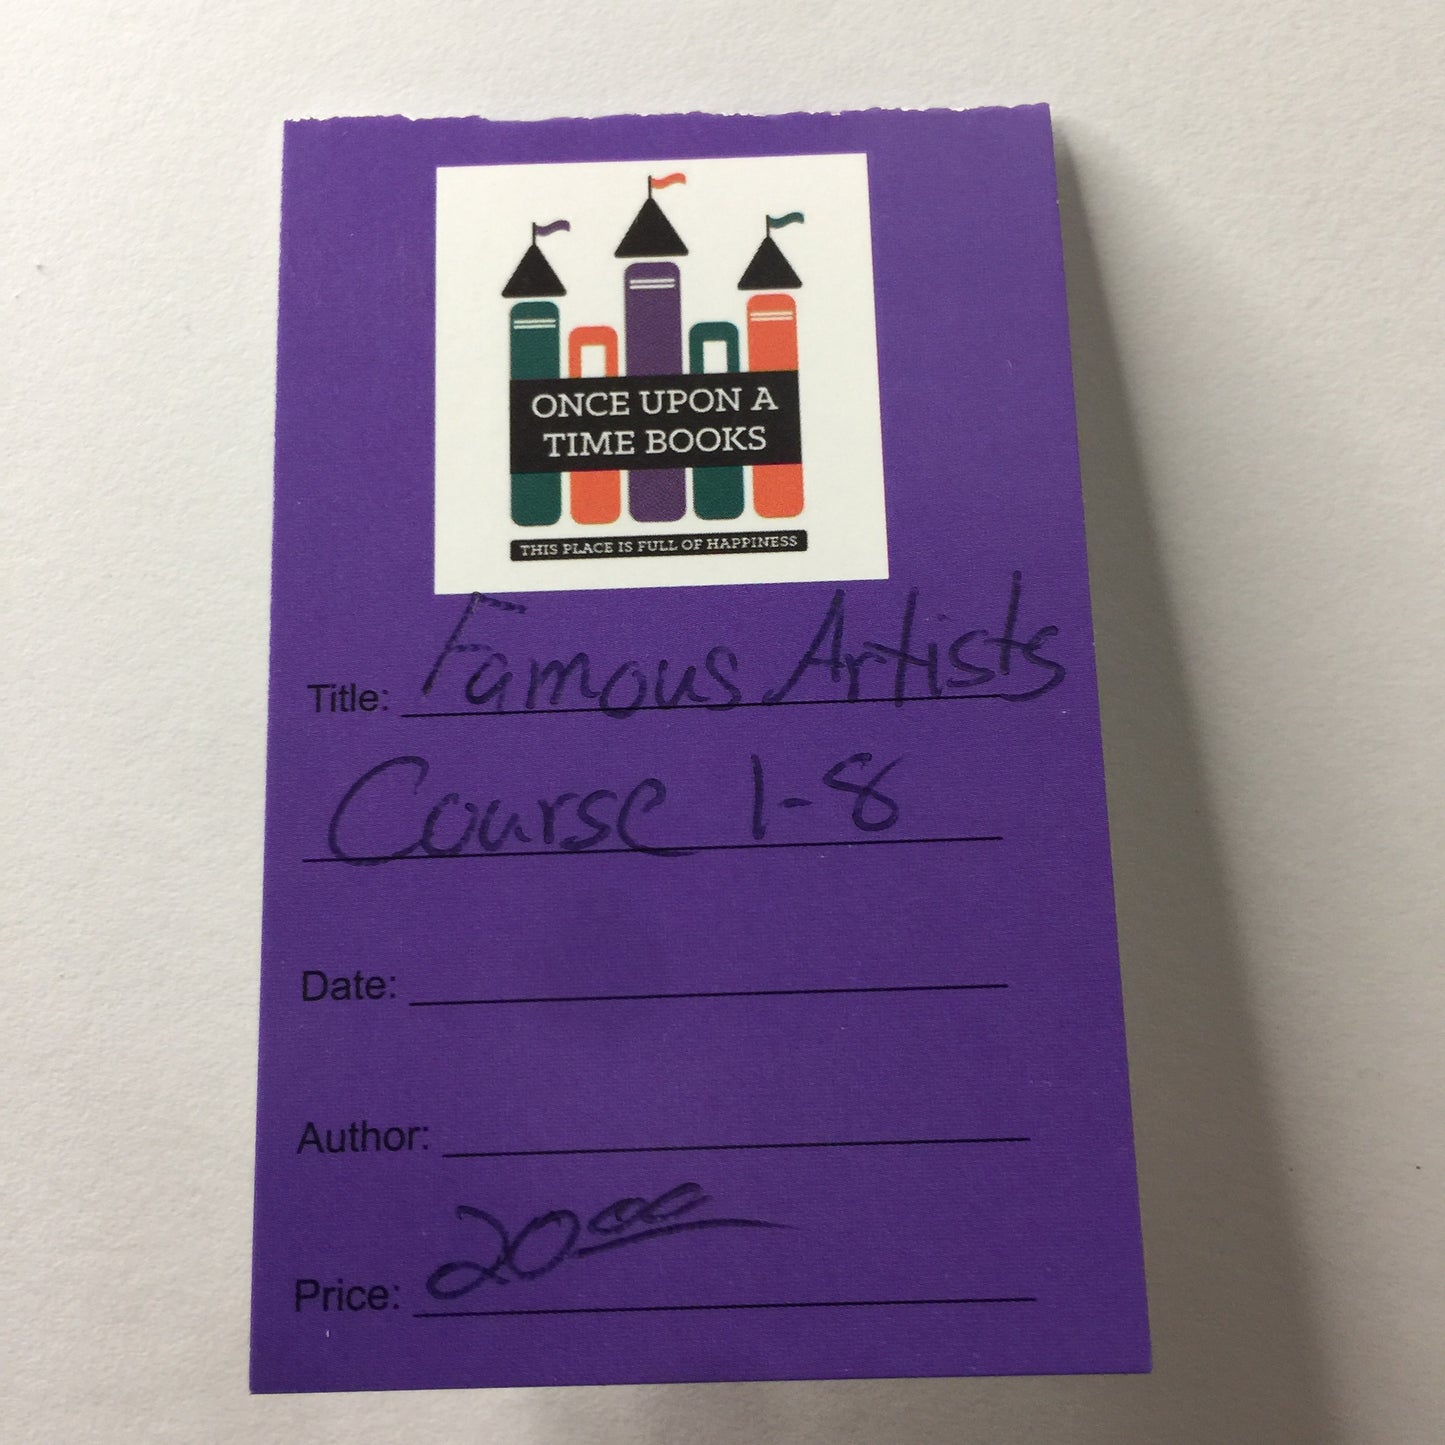 ONCE UPON A
TIME BOOKS
THIS PLACE IS FULL OF HAPPINESS
Title: Famous Artists
Course 1-8
Date:
Author:
Price: 20.00